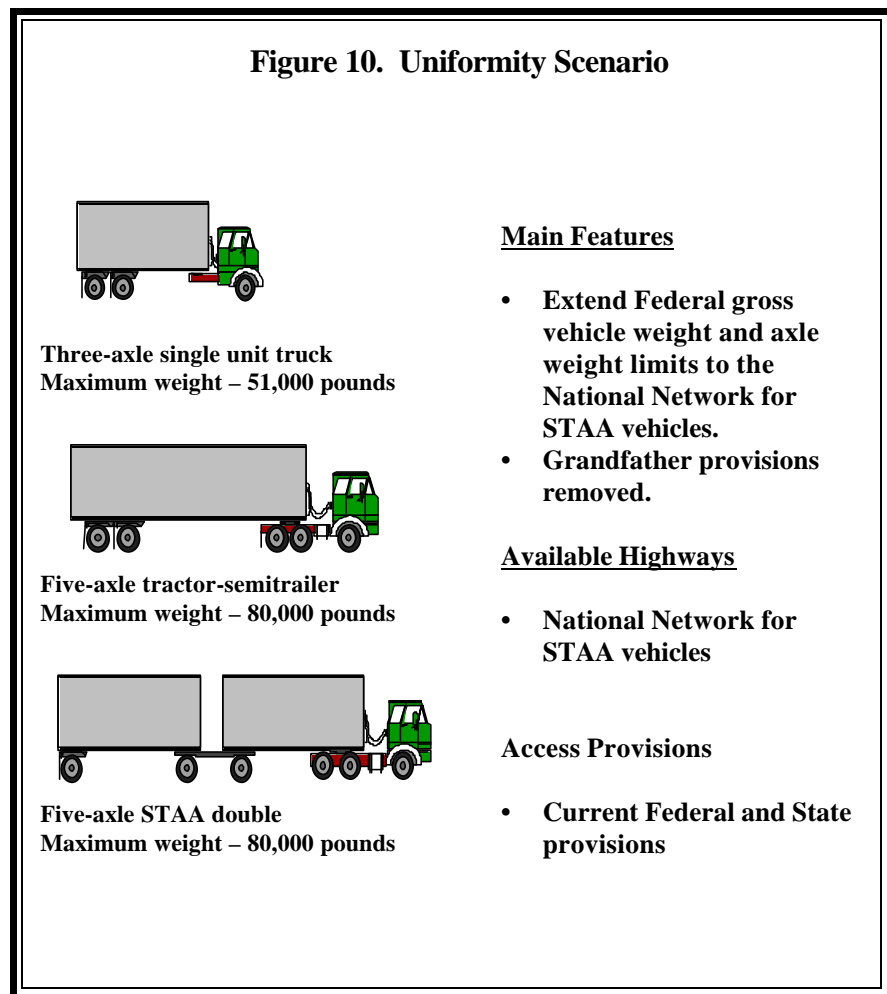 Figure 10.  Uniformity Scenario
Three-axle single unit truck
Maximum weight – 51,000 pounds
Five-axle tractor-semitrailer
Maximum weight – 80,000 pounds
Five-axle STAA double
Maximum weight – 80,000 pounds
Main Features
• Extend Federal gross
vehicle weight and axle
weight limits to the
National Network for
STAA vehicles.
• Grandfather provisions
removed.
Available Highways
• National Network for
STAA vehicles
Access Provisions
• Current Federal and State
provisions